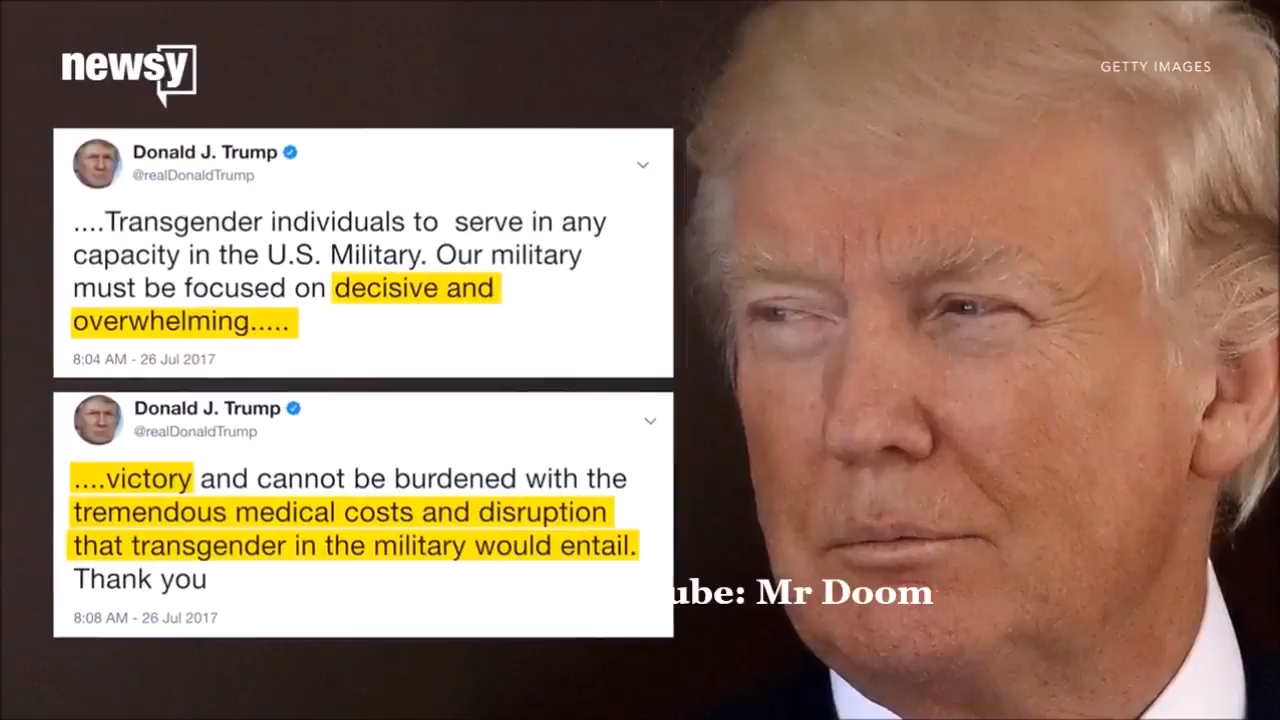 newsy
GETTY IMAGES
Donald J. Trump
@realDonaldTrump
....Transgender individuals to serve in any
capacity in the U.S. Military. Our military
must be focused on decisive and
overwhelming.....
8:04 AM - 26 Jul 2017
Donald J. Trump
@realDonaldTrump
....victory and cannot be burdened with the
tremendous medical costs and disruption
that transgender in the military would entail.
Thank you
8:08 AM - 26 Jul 2017
ube: Mr Doom